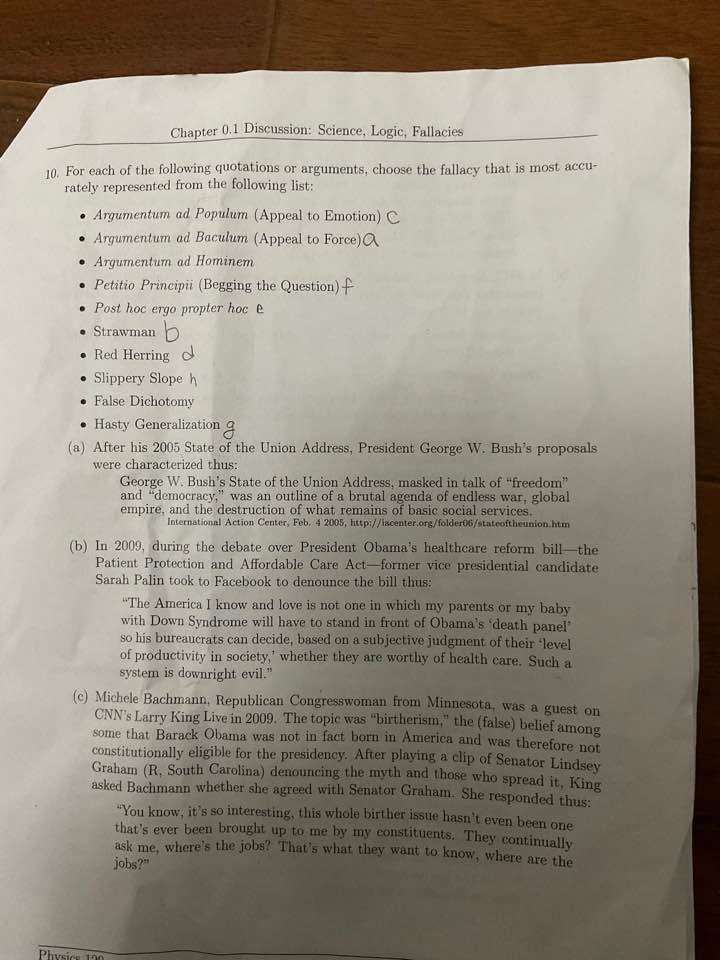 Chapter 0.1 Discussion: Science, Logic, Fallacies
10. For each of the following quotations or arguments, choose the fallacy that is most accu-
rately represented from the following list:
• Argumentum ad Populum (Appeal to Emotion) c
• Argumentum ad Baculum (Appeal to Force) a
• Argumentum ad Hominem
• Petitio Principii (Begging the Question) f
• Post hoc ergo propter hoc e
• Strawman b
• Red Herring d
• Slippery Slope h
• False Dichotomy
• Hasty Generalization g
(a) After his 2005 State of the Union Address, President George W. Bush's proposals
were characterized thus:
George W. Bush's State of the Union Address, masked in talk of "freedom"
and "democracy," was an outline of a brutal agenda of endless war, global
empire, and the destruction of what remains of basic social services.
International Action Center, Feb. 4 2005, http://iacenter.org/folder06/stateoftheunion.htm
(b) In 2009, during the debate over President Obama's healthcare reform bill—the
Patient Protection and Affordable Care Act—former vice presidential candidate
Sarah Palin took to Facebook to denounce the bill thus:
"The America I know and love is not one in which my parents or my baby
with Down Syndrome will have to stand in front of Obama's 'death panel'
so his bureaucrats can decide, based on a subjective judgment of their 'level
of productivity in society,' whether they are worthy of health care. Such a
system is downright evil."
(c) Michele Bachmann, Republican Congresswoman from Minnesota, was a guest on
CNN's Larry King Live in 2009. The topic was "birtherism," the (false) belief among
some that Barack Obama was not in fact born in America and was therefore not
constitutionally eligible for the presidency. After playing a clip of Senator Lindsey
Graham (R, South Carolina) denouncing the myth and those who spread it, King
asked Bachmann whether she agreed with Senator Graham. She responded thus:
"You know, it's so interesting, this whole birther issue hasn't even been one
that's ever been brought up to me by my constituents. They continually
ask me, where's the jobs? That's what they want to know, where are the
jobs?"
Physics 120